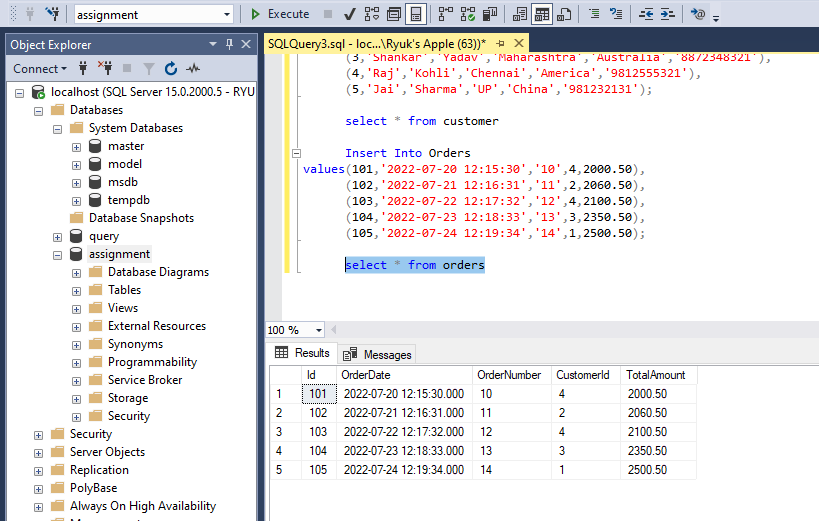 assignment
Execute
Object Explorer
Connect
localhost (SQL Server 15.0.2000.5 - RYU
Databases
System Databases
master
model
msdb
tempdb
Database Snapshots
query
assignment
Database Diagrams
Tables
Views
External Resources
Synonyms
Programmability
Service Broker
Storage
Security
Security
Server Objects
Replication
PolyBase
Always On High Availability
SQLQuery3.sql - loc...\Ryuk's Apple (63))*
(3,'Shankar','Yadav','Maharashtra','Australia','8872348321'),
(4,'Raj','Kohli','Chennai','America','9812555321'),
(5,'Jai','Sharma','UP','China','981232131');
select * from customer
Insert Into Orders
values(101,'2022-07-20 12:15:30','10',4,2000.50),
(102,'2022-07-21 12:16:31','11',2,2060.50),
(103,'2022-07-22 12:17:32','12',4,2100.50),
(104,'2022-07-23 12:18:33','13',3,2350.50),
(105,'2022-07-24 12:19:34','14',1,2500.50);
select * from orders
100 %
Results Messages
Id OrderDate OrderNumber CustomerId TotalAmount
1 101 2022-07-20 12:15:30.000 10 4 2000.50
2 102 2022-07-21 12:16:31.000 11 2 2060.50
3 103 2022-07-22 12:17:32.000 12 4 2100.50
4 104 2022-07-23 12:18:33.000 13 3 2350.50
5 105 2022-07-24 12:19:34.000 14 1 2500.50